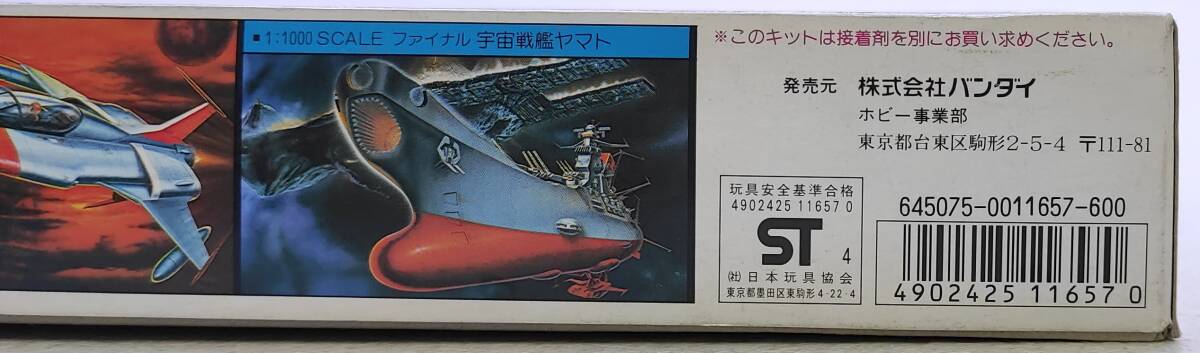 ▪1:1000 SCALE ファイナル 宇宙戦艦ヤマト
※このキットは接着剤を別にお買い求めください。
発売元 株式会社バンダイ
ホビー事業部
東京都台東区駒形2-5-4 〒111-81
玩具安全基準合格
4902425 11657 0
ST 4
㈳日本玩具協会
東京都墨田区東駒形4-22-4
645075-0011657-600
4902425 116570